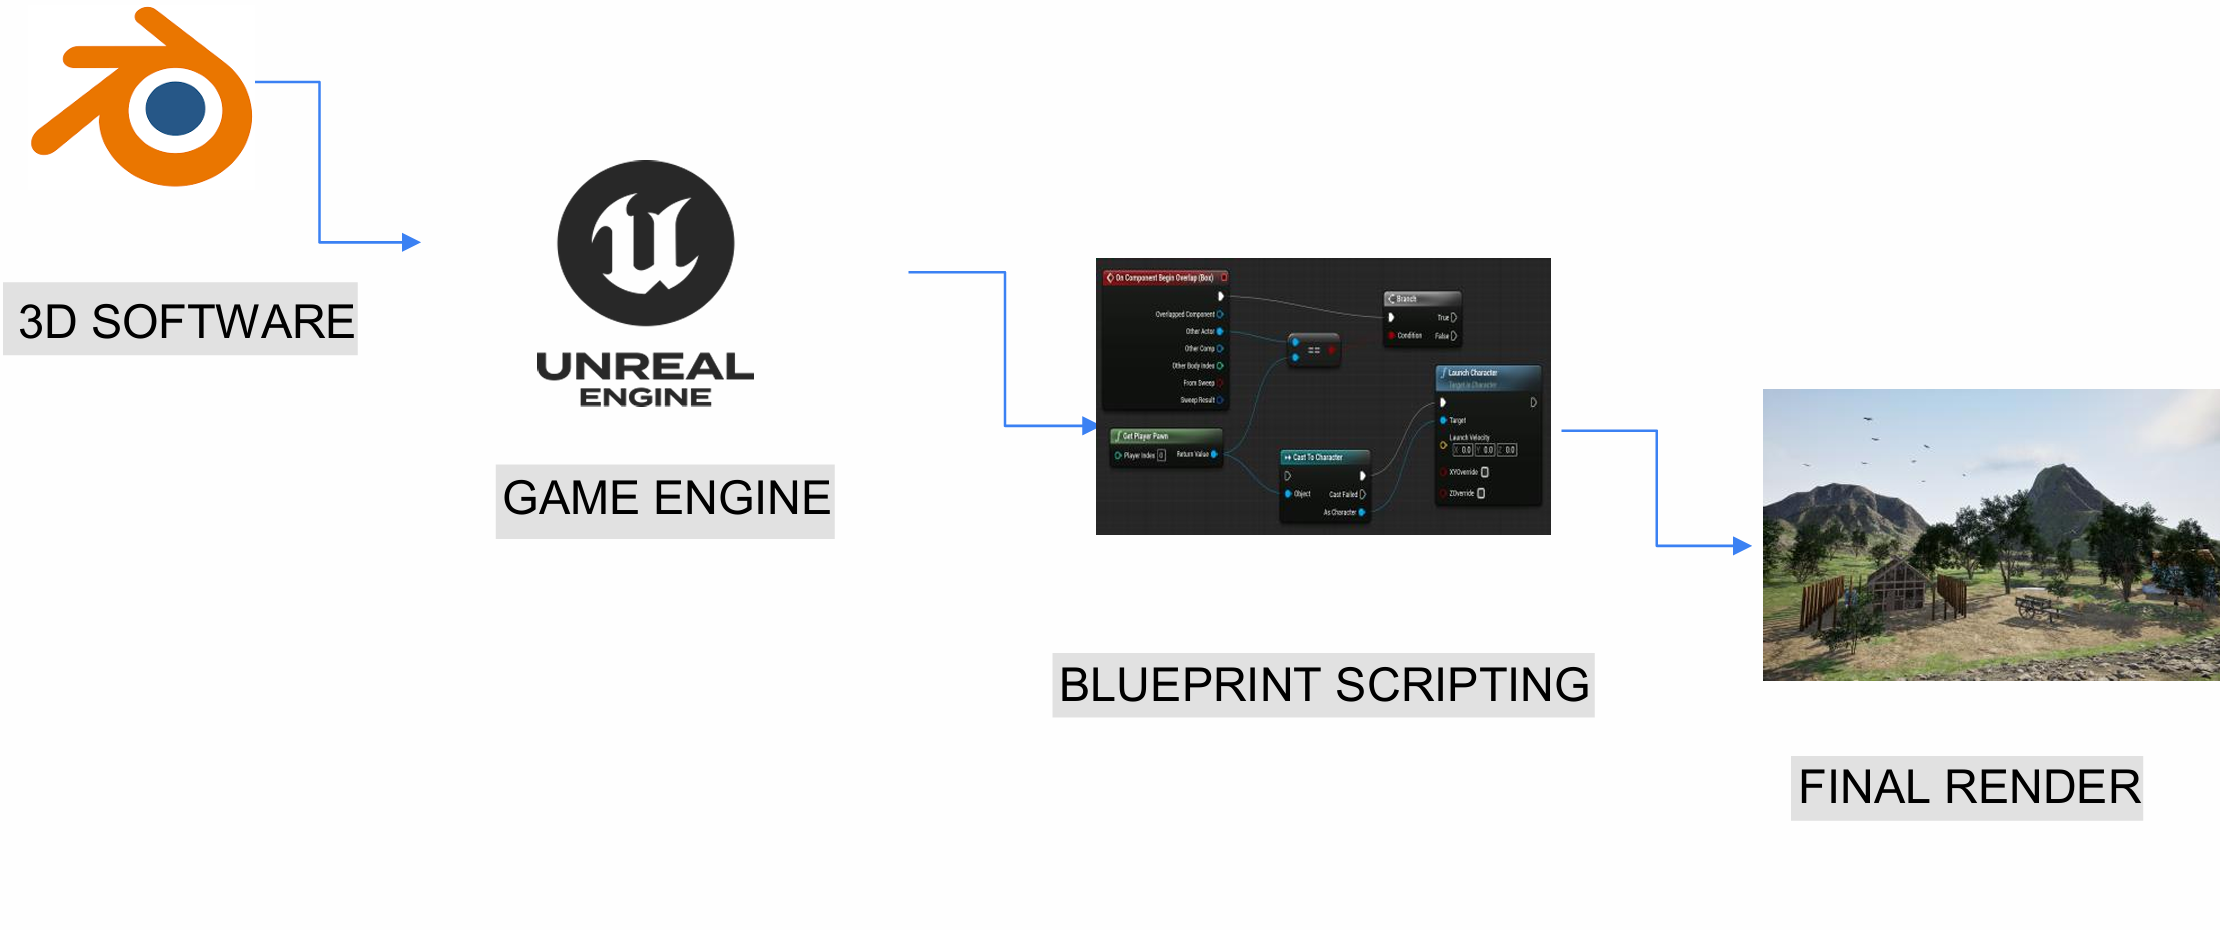 3D SOFTWARE
UNREAL
ENGINE
GAME ENGINE
On Component Begin Overlap (Box)
Overlapped Component
Other Actor
Other Comp
Other Body Index
From Sweep
Sweep Result
Get Player Pawn
Player Index 0 Return Value
==
Branch
True
Condition False
Launch Character
Target is Character
Target
Launch Velocity
X 0.0 Y 0.0 Z 0.0
XYOverride
ZOverride
Cast To Character
Object Cast Failed
As Character
BLUEPRINT SCRIPTING
FINAL RENDER